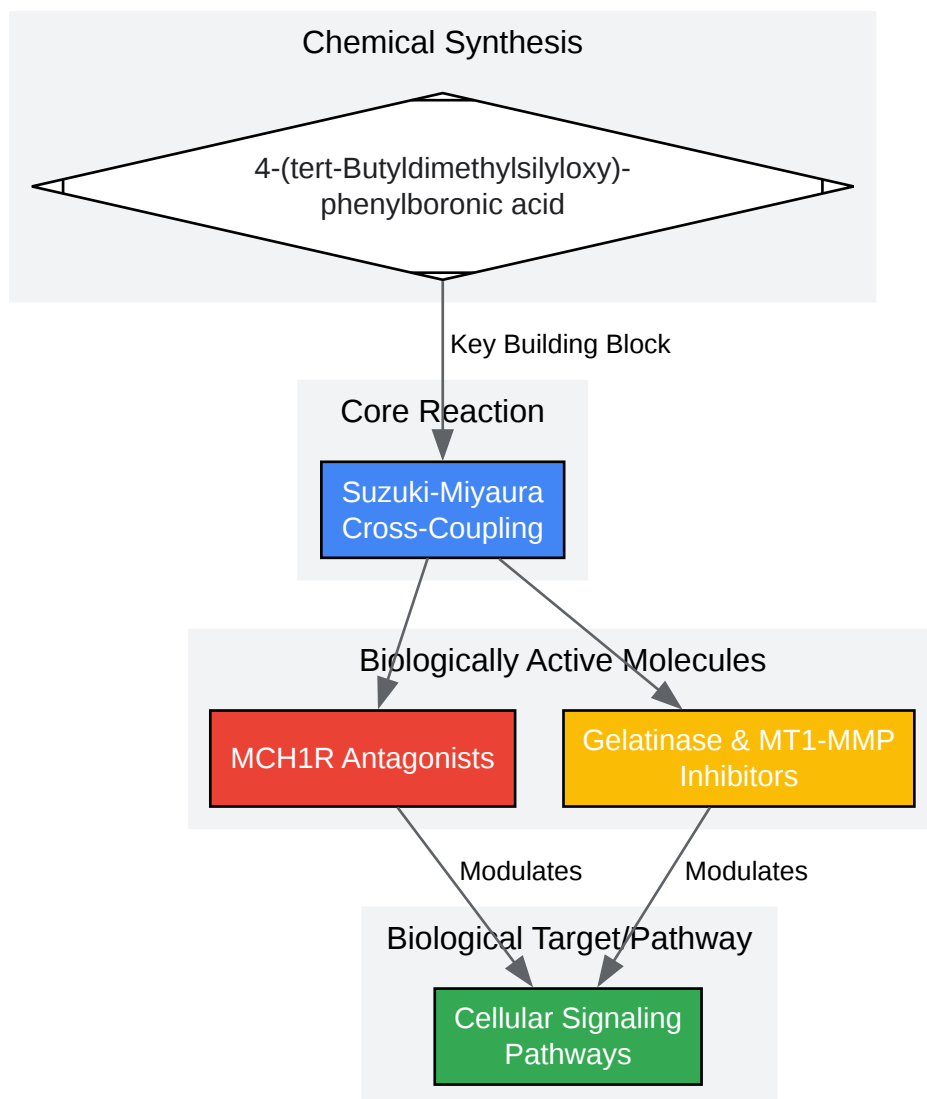 Chemical Synthesis
4-(tert-Butyldimethylsilyloxy)-
phenylboronic acid
Key Building Block
Core Reaction
Suzuki-Miyaura
Cross-Coupling
Biologically Active Molecules
MCH1R Antagonists
Gelatinase & MT1-MMP
Inhibitors
Modulates
Modulates
Biological Target/Pathway
Cellular Signaling
Pathways